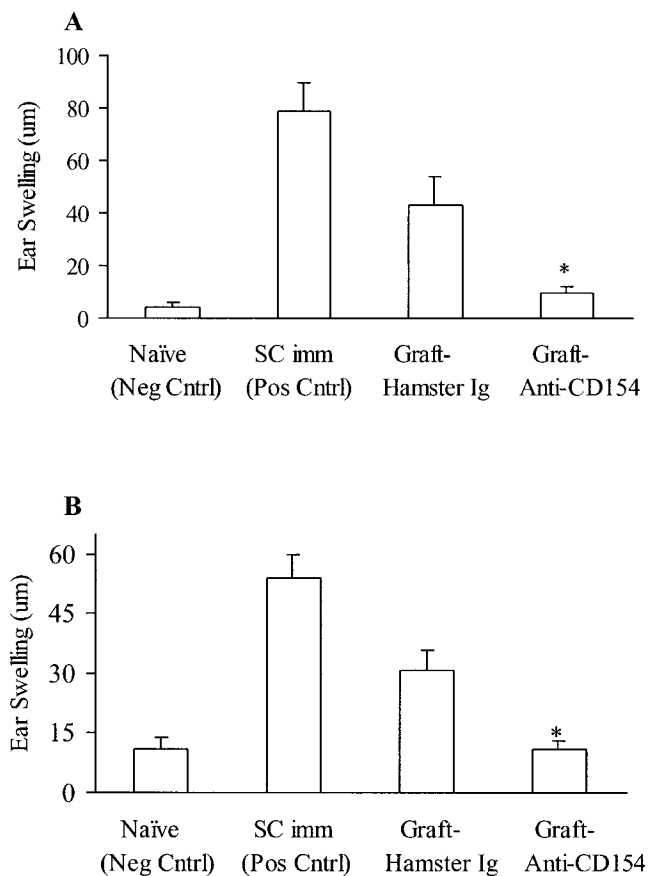 A
Ear Swelling (um)
100
80
60
40
20
0
*
Naïve SC imm Graft- Graft-
(Neg Cntrl) (Pos Cntrl) Hamster Ig Anti-CD154
B
Ear Swelling (um)
60
45
30
15
0
*
Naïve SC imm Graft- Graft-
(Neg Cntrl) (Pos Cntrl) Hamster Ig Anti-CD154